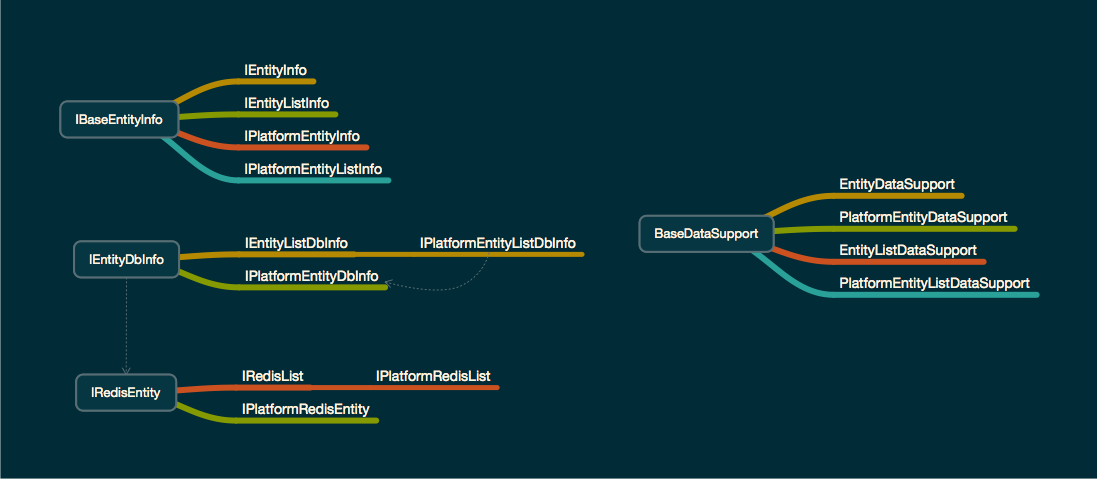 IBaseEntityInfo
IEntityInfo
IEntityListInfo
IPlatformEntityInfo
IPlatformEntityListInfo
IEntityDbInfo
IEntityListDbInfo
IPlatformEntityListDbInfo
IPlatformEntityDbInfo
IRedisEntity
IRedisList
IPlatformRedisList
IPlatformRedisEntity
BaseDataSupport
EntityDataSupport
PlatformEntityDataSupport
EntityListDataSupport
PlatformEntityListDataSupport